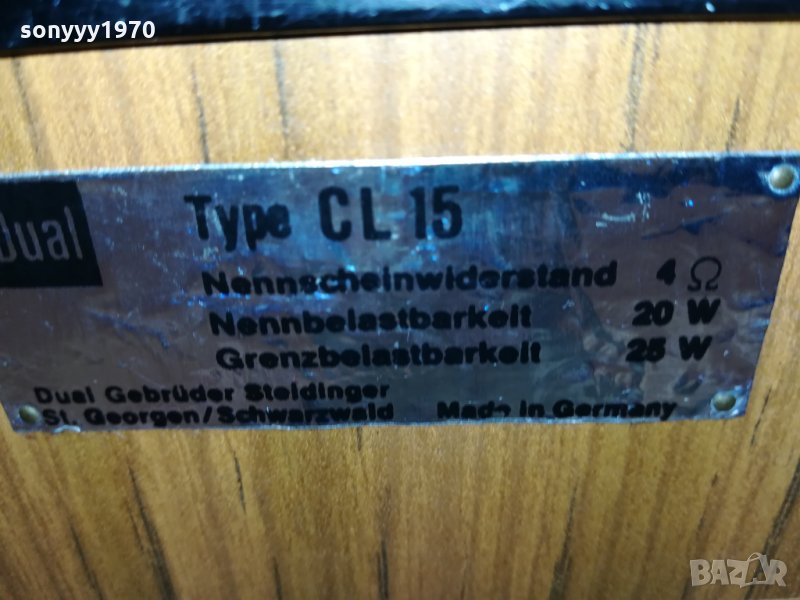 sonyyy1970
Dual Type CL 15
Nennscheinwiderstand 4 Ω
Nennbelastbarkeit 20 W
Grenzbelastbarkeit 25 W
Dual Gebrüder Steidinger
St. Georgen/Schwarzwald Made in Germany
BAZAR